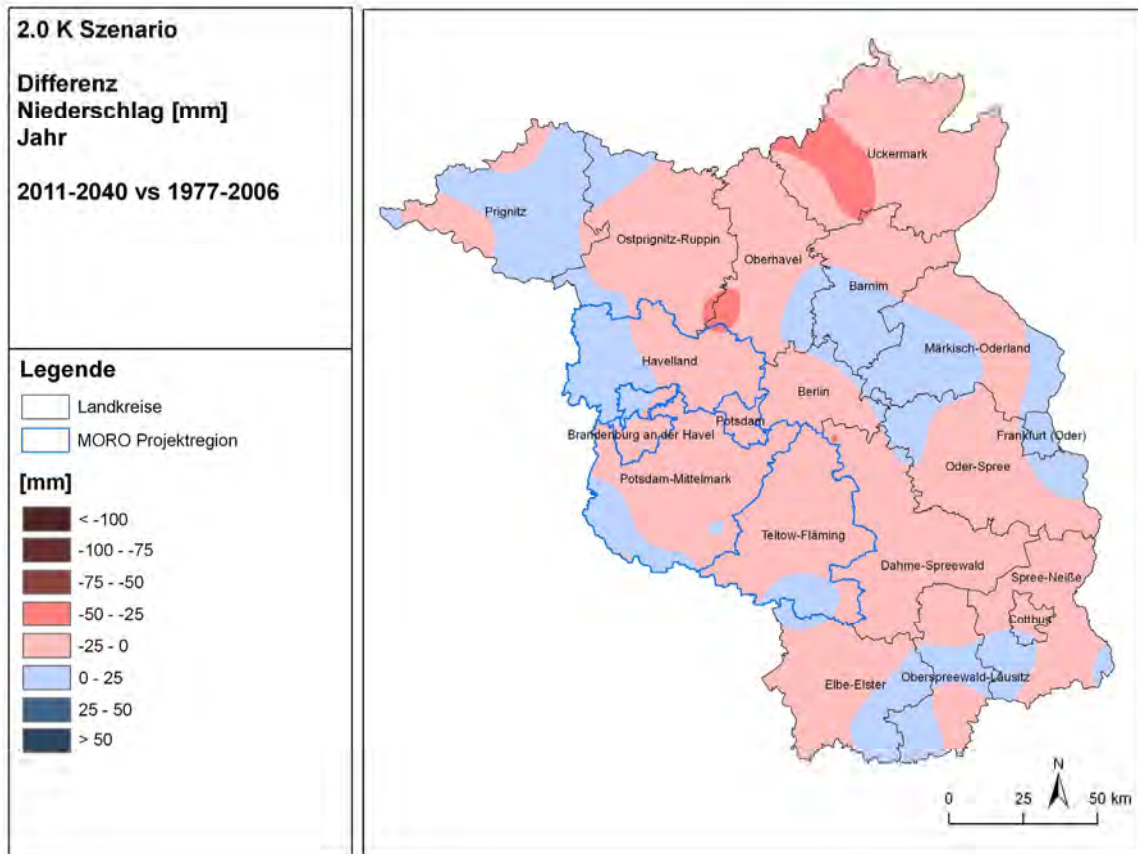 2.0 K Szenario
Differenz
Niederschlag [mm]
Jahr
2011-2040 vs 1977-2006
Legende
Landkreise
MORO Projektregion
[mm]
< -100
-100 - -75
-75 - -50
-50 - -25
-25 - 0
0 - 25
25 - 50
> 50
Uckermark
Prignitz
Ostprignitz-Ruppin
Oberhavel
Barnim
Märkisch-Oderland
Havelland
Berlin
Potsdam
Brandenburg an der Havel
Frankfurt (Oder)
Oder-Spree
Potsdam-Mittelmark
Teltow-Fläming
Dahme-Spreewald
Spree-Neiße
Cottbus
Oberspreewald-Lausitz
Elbe-Elster
N
0 25 50 km